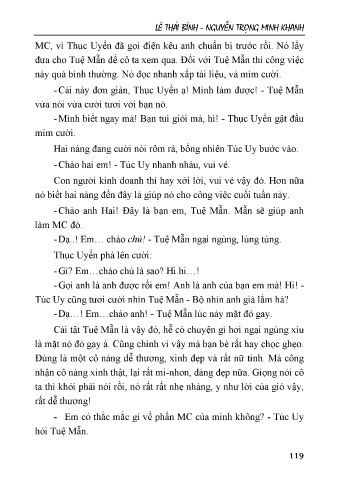 LÊ THÁI BÌNH - NGUYỄN TRỌNG MINH KHANH
MC, vì Thục Uyển đã gọi điện kêu anh chuẩn bị trước rồi. Nó lấy
đưa cho Tuệ Mẫn để cô ta xem qua. Đối với Tuệ Mẫn thì công việc
này quá bình thường. Nó đọc nhanh xấp tài liệu, và mỉm cười.
- Cái này đơn giản, Thục Uyển ạ! Mình làm được! - Tuệ Mẫn
vừa nói vừa cười tươi với bạn nó.
- Mình biết ngay mà! Bạn tui giỏi mà, hi! - Thục Uyển gật đầu
mỉm cười.
Hai nàng đang cười nói rôm rả, bỗng nhiên Túc Uy bước vào.
- Chào hai em! - Túc Uy nhanh nhảu, vui vẻ.
Con người kinh doanh thì hay xởi lởi, vui vẻ vậy đó. Hơn nữa
nó biết hai nàng đến đây là giúp nó cho công việc cuối tuần này.
- Chào anh Hai! Đây là bạn em, Tuệ Mẫn. Mẫn sẽ giúp anh
làm MC đó.
- Dạ..! Em… chào chú! - Tuệ Mẫn ngại ngùng, lúng túng.
Thục Uyển phá lên cười:
- Gì? Em…chào chú là sao? Hi hi…!
- Gọi anh là anh được rồi em! Anh là anh của bạn em mà! Hi! -
Túc Uy cũng tươi cười nhìn Tuệ Mẫn - Bộ nhìn anh già lắm hả?
- Dạ…! Em…chào anh! - Tuệ Mẫn lúc này mặt đỏ gay.
Cái tật Tuệ Mẫn là vậy đó, hễ có chuyện gì hơi ngại ngùng xíu
là mặt nó đỏ gay à. Cũng chính vì vậy mà bạn bè rất hay chọc ghẹo.
Đúng là một cô nàng dễ thương, xinh đẹp và rất nữ tính. Mà công
nhận cô nàng xinh thật, lại rất mi-nhon, dáng đẹp nữa. Giọng nói cô
ta thì khỏi phải nói rồi, nó rất rất nhẹ nhàng, y như lời của gió vậy,
rất dễ thương!
- Em có thắc mắc gì về phần MC của mình không? - Túc Uy
hỏi Tuệ Mẫn.
119